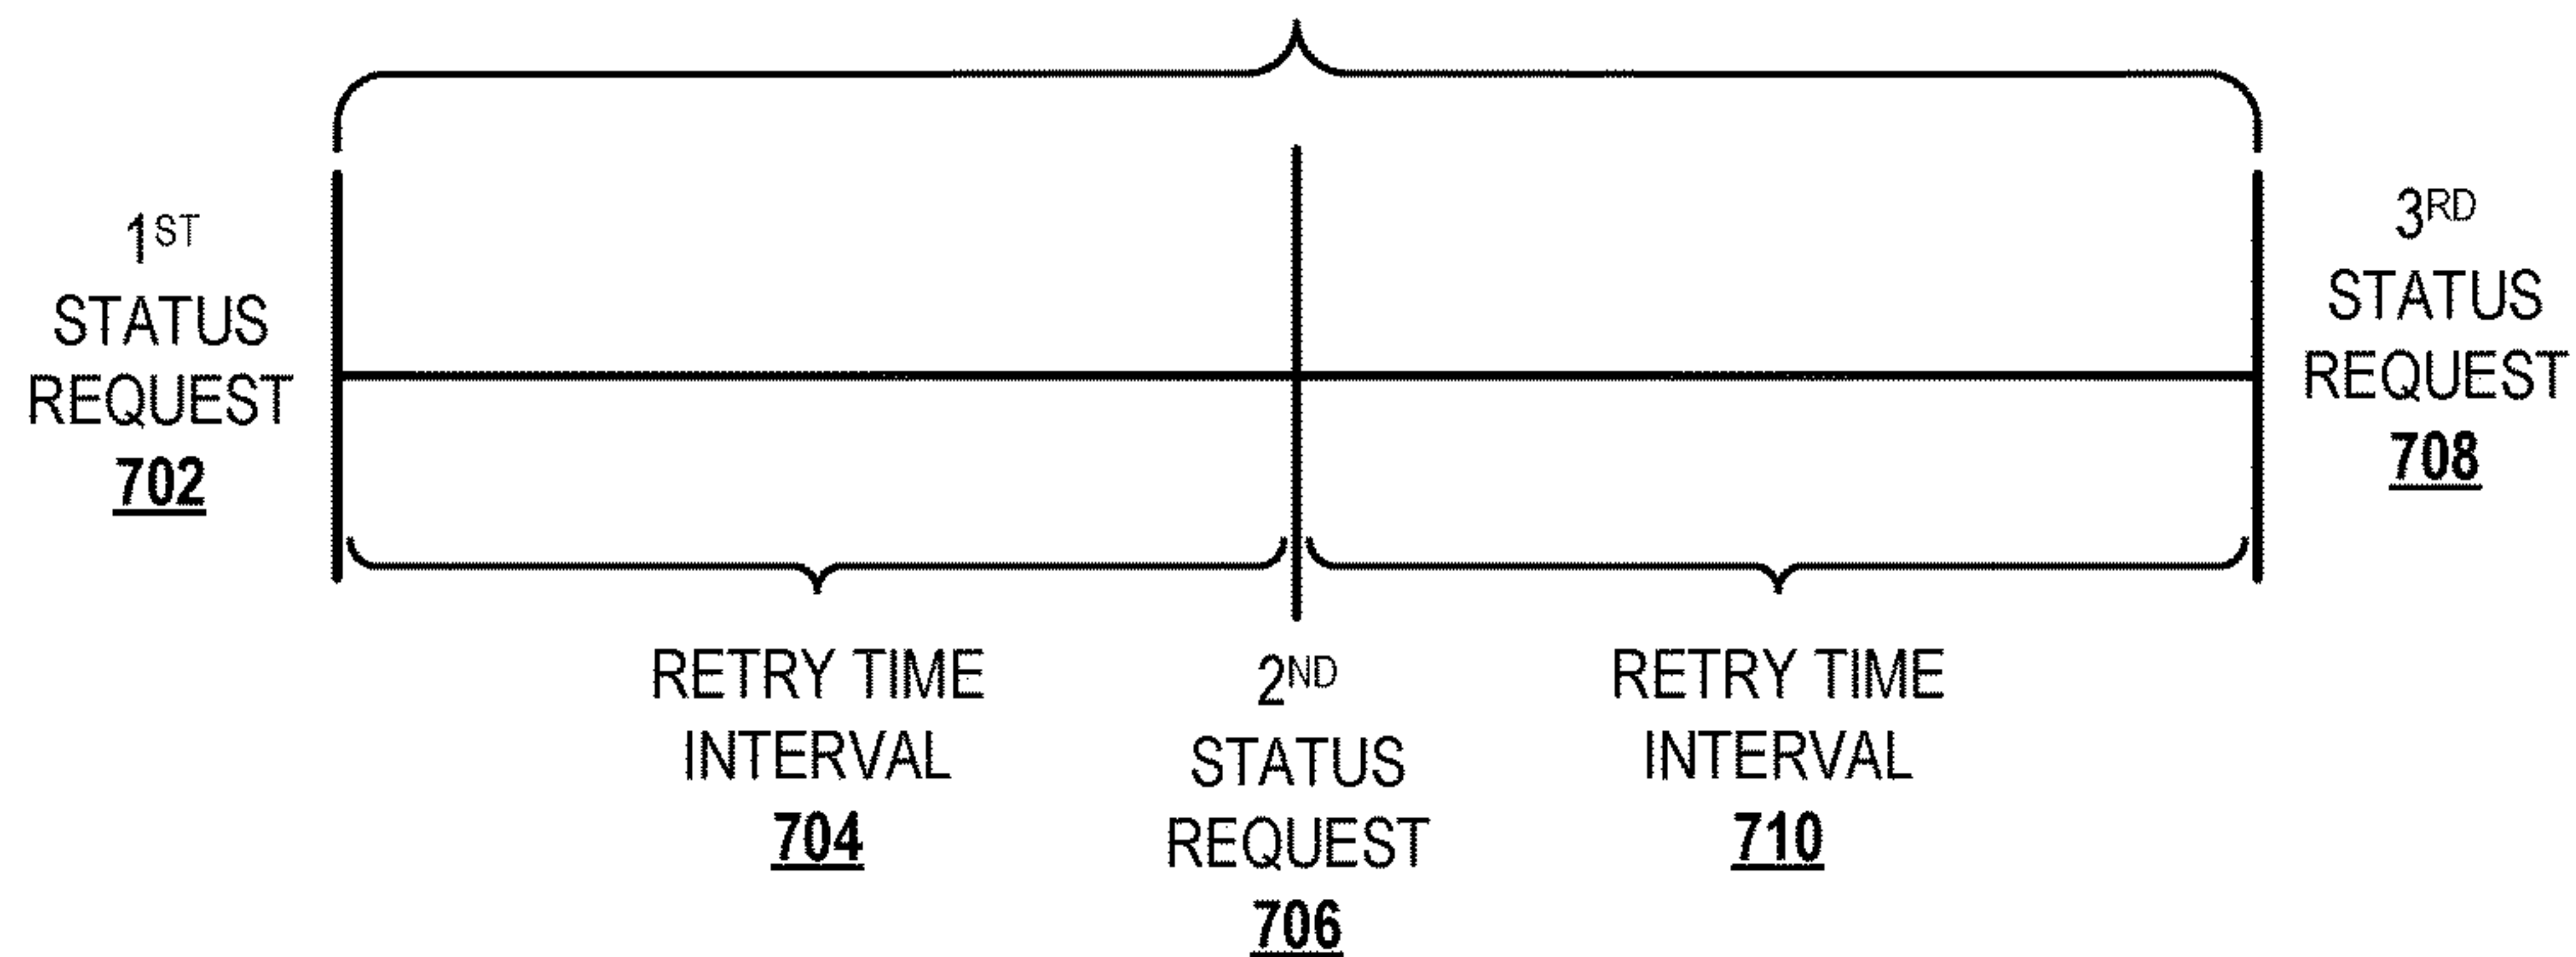 1ST
STATUS
REQUEST
702
3RD
STATUS
REQUEST
708
RETRY TIME
INTERVAL
704
2ND
STATUS
REQUEST
706
RETRY TIME
INTERVAL
710